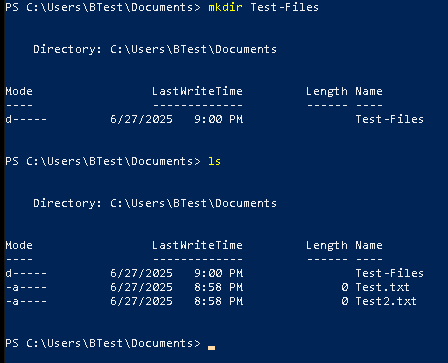 PS C:\Users\BTest\Documents> mkdir Test-Files
Directory: C:\Users\BTest\Documents
Mode LastWriteTime Length Name
---- ------------- ------ ----
d----- 6/27/2025 9:00 PM Test-Files
PS C:\Users\BTest\Documents> ls
Directory: C:\Users\BTest\Documents
Mode LastWriteTime Length Name
---- ------------- ------ ----
d----- 6/27/2025 9:00 PM Test-Files
-a---- 6/27/2025 8:58 PM 0 Test.txt
-a---- 6/27/2025 8:58 PM 0 Test2.txt
PS C:\Users\BTest\Documents>